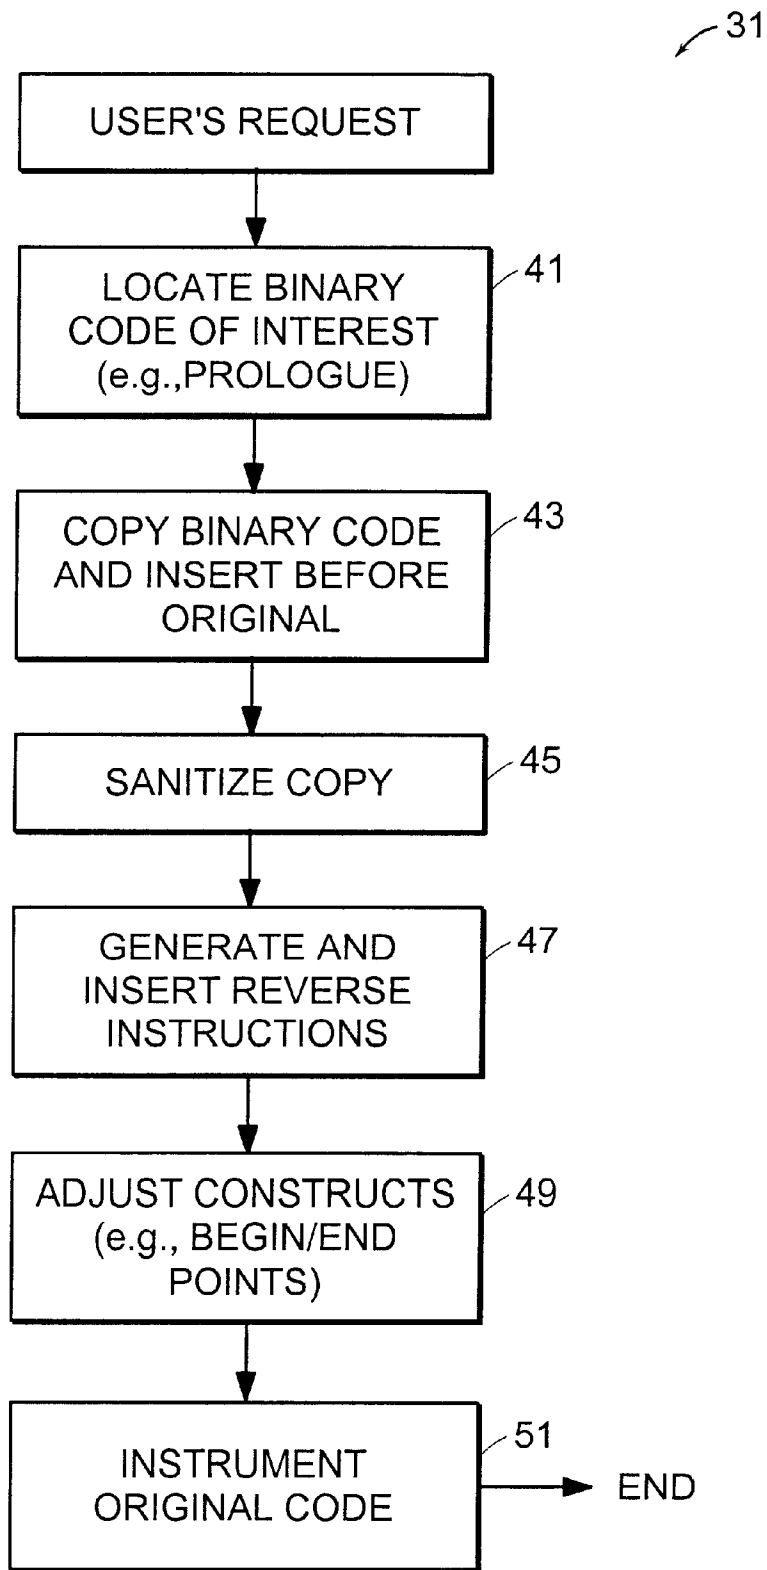 31
USER'S REQUEST
41
LOCATE BINARY
CODE OF INTEREST
(e.g.,PROLOGUE)
43
COPY BINARY CODE
AND INSERT BEFORE
ORIGINAL
45
SANITIZE COPY
47
GENERATE AND
INSERT REVERSE
INSTRUCTIONS
49
ADJUST CONSTRUCTS
(e.g., BEGIN/END
POINTS)
51
INSTRUMENT
ORIGINAL CODE
END